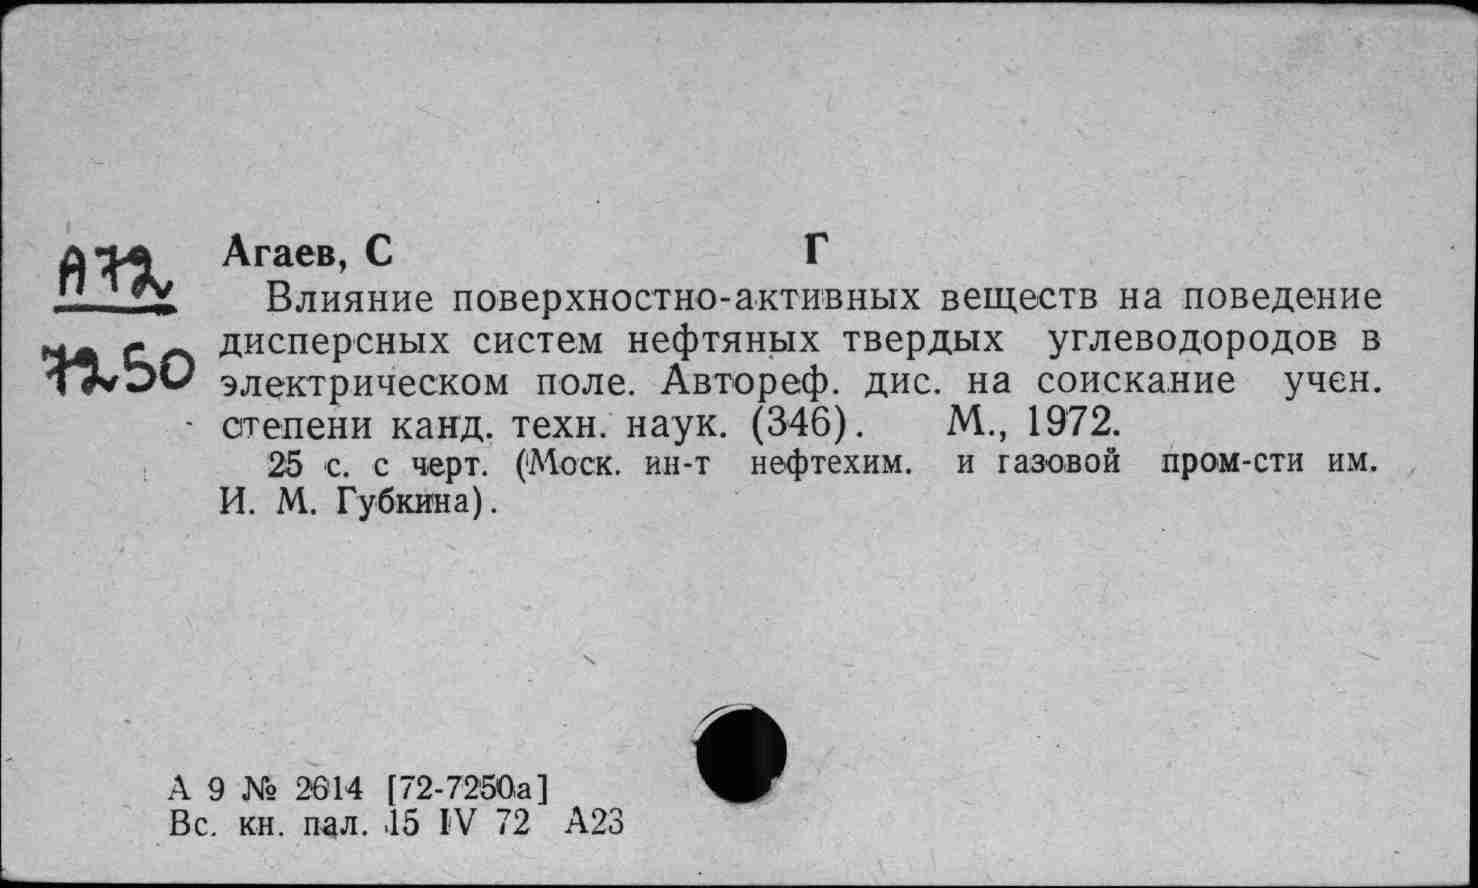 А72
7250
Агаев, С Г
Влияние поверхностно-активных веществ на поведение
дисперсных систем нефтяных твердых углеводородов в
электрическом поле. Автореф. дис. на соискание учен.
степени канд. техн. наук. (346). М., 1972.
25 с. с черт. (Моск. ин-т нефтехим. и газовой пром-сти им.
И. М. Губкина).
А 9 № 2614 [72-7250а]
Вс. кн. пал. 15 IV 72 А23